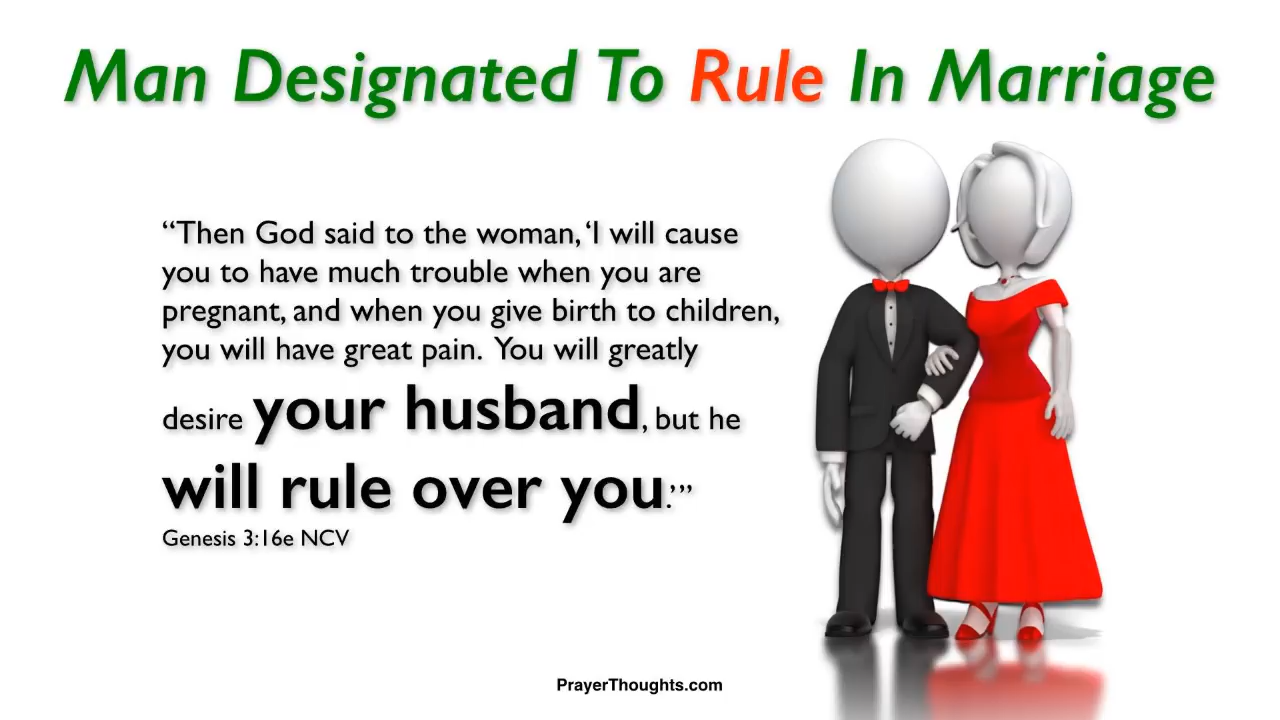 Man Designated To Rule In Marriage
“Then God said to the woman, ‘I will cause
you to have much trouble when you are
pregnant, and when you give birth to children,
you will have great pain.  You will greatly
desire your husband, but he
will rule over you.’”
Genesis 3:16e NCV
PrayerThoughts.com